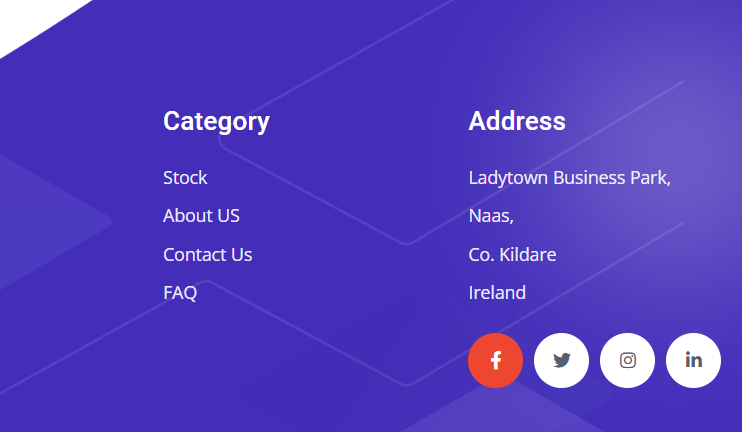 Category
Stock
About US
Contact Us
FAQ
Address
Ladytown Business Park,
Naas,
Co. Kildare
Ireland